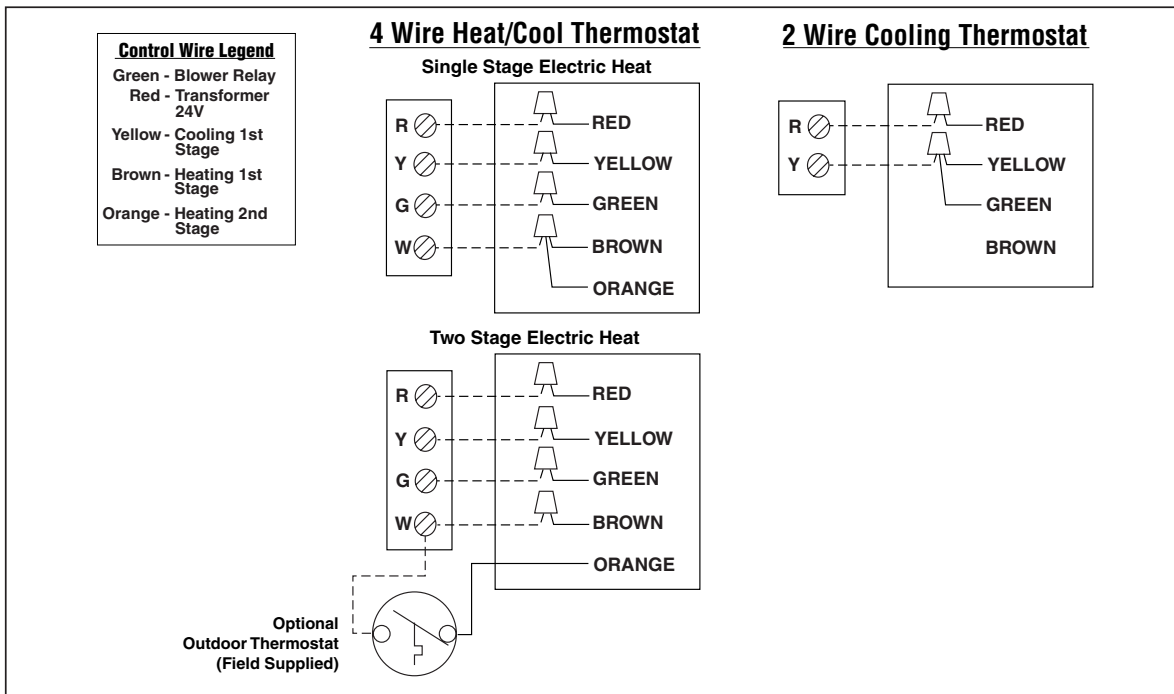 Control Wire Legend
Green - Blower Relay
Red - Transformer
24V
Yellow - Cooling 1st
Stage
Brown - Heating 1st
Stage
Orange - Heating 2nd
Stage
4 Wire Heat/Cool Thermostat
Single Stage Electric Heat
R
RED
Y
YELLOW
G
GREEN
W
BROWN
ORANGE
Two Stage Electric Heat
R
RED
Y
YELLOW
G
GREEN
W
BROWN
ORANGE
Optional
Outdoor Thermostat
(Field Supplied)
2 Wire Cooling Thermostat
R
RED
Y
YELLOW
GREEN
BROWN